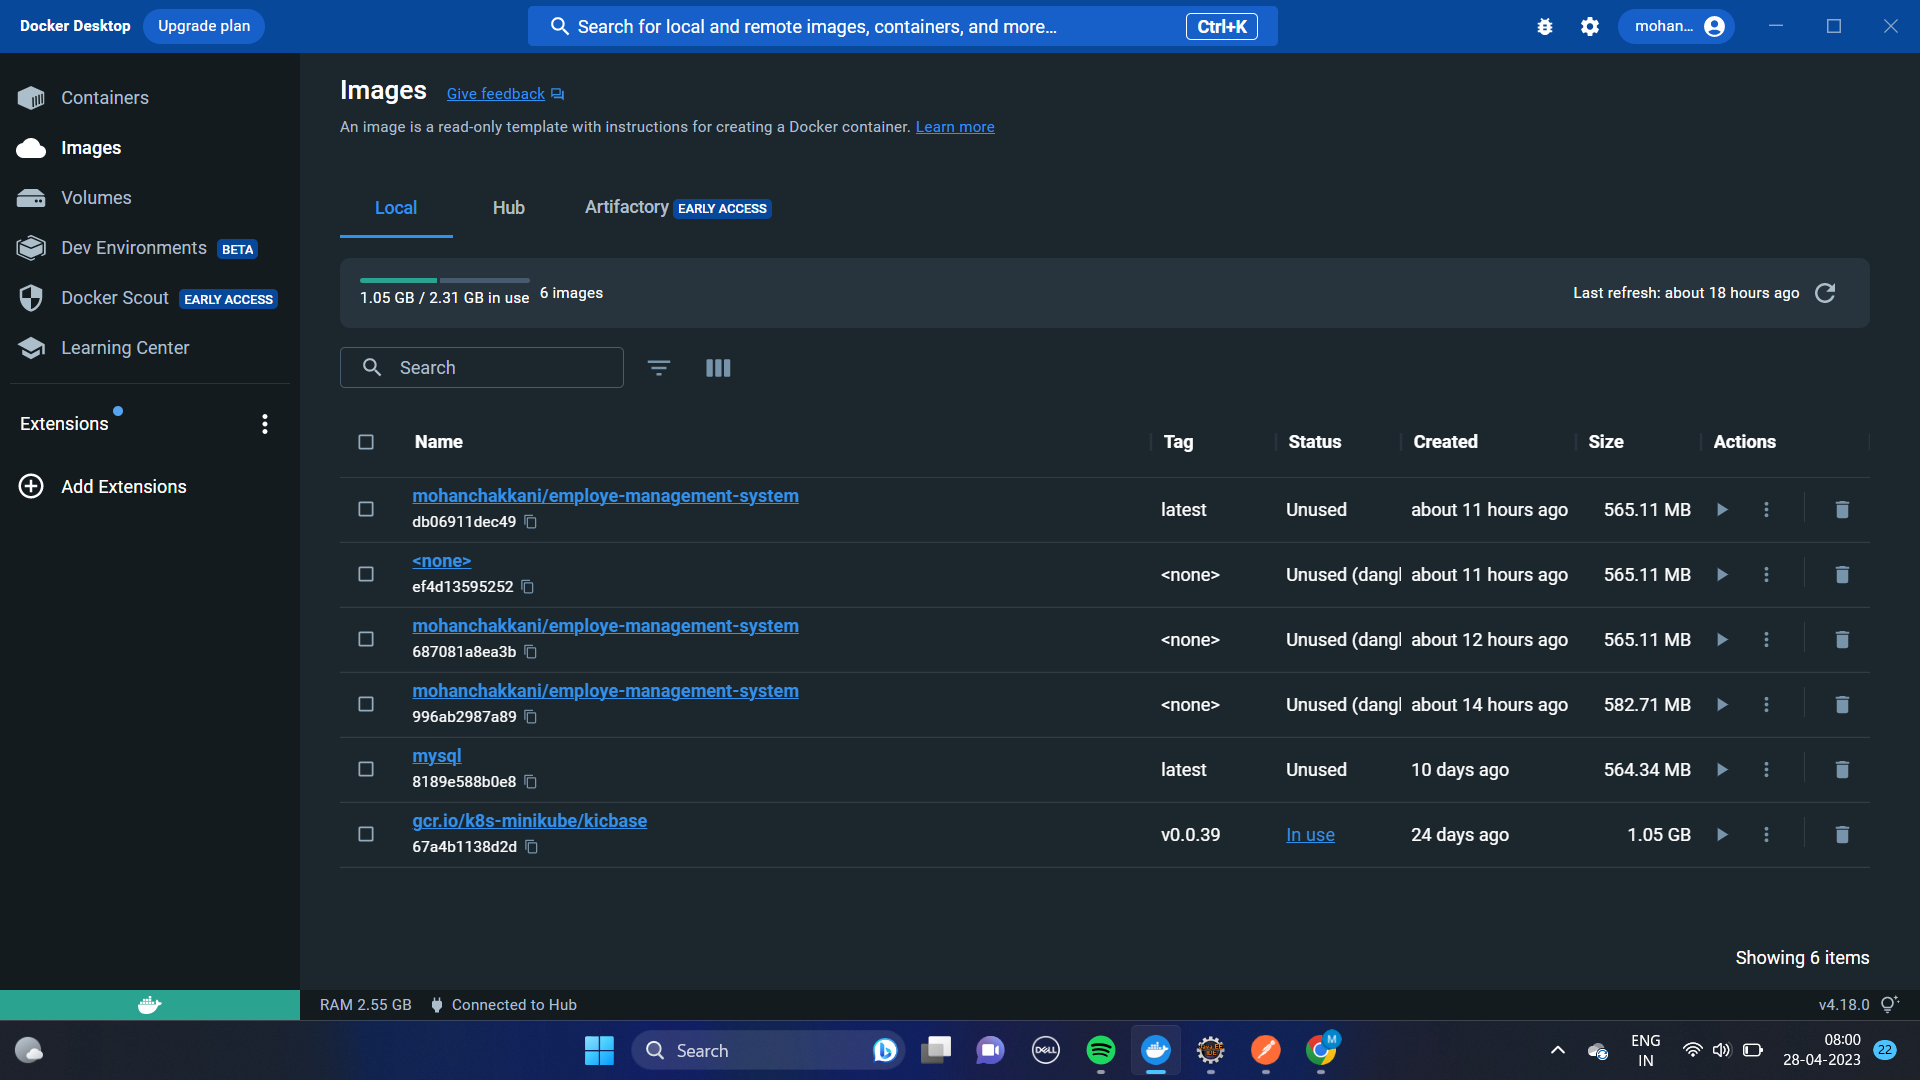 Docker Desktop
Upgrade plan
Search for local and remote images, containers, and more...
Ctrl+K
mohan...
Containers
Images
Volumes
Dev Environments BETA
Docker Scout EARLY ACCESS
Learning Center
Extensions
Add Extensions
Images
Give feedback
An image is a read-only template with instructions for creating a Docker container. Learn more
Local
Hub
Artifactory EARLY ACCESS
1.05 GB / 2.31 GB in use
6 images
Last refresh: about 18 hours ago
Search
Name Tag Status Created Size Actions
mohanchakkani/employe-management-system
db06911dec49
latest Unused about 11 hours ago 565.11 MB
<none>
ef4d13595252
<none> Unused (dangl about 11 hours ago 565.11 MB
mohanchakkani/employe-management-system
687081a8ea3b
<none> Unused (dangl about 12 hours ago 565.11 MB
mohanchakkani/employe-management-system
996ab2987a89
<none> Unused (dangl about 14 hours ago 582.71 MB
mysql
8189e588b0e8
latest Unused 10 days ago 564.34 MB
gcr.io/k8s-minikube/kicbase
67a4b1138d2d
v0.0.39 In use 24 days ago 1.05 GB
Showing 6 items
RAM 2.55 GB
Connected to Hub
v4.18.0
Search
DELL
M
ENG
IN
08:00
28-04-2023
22